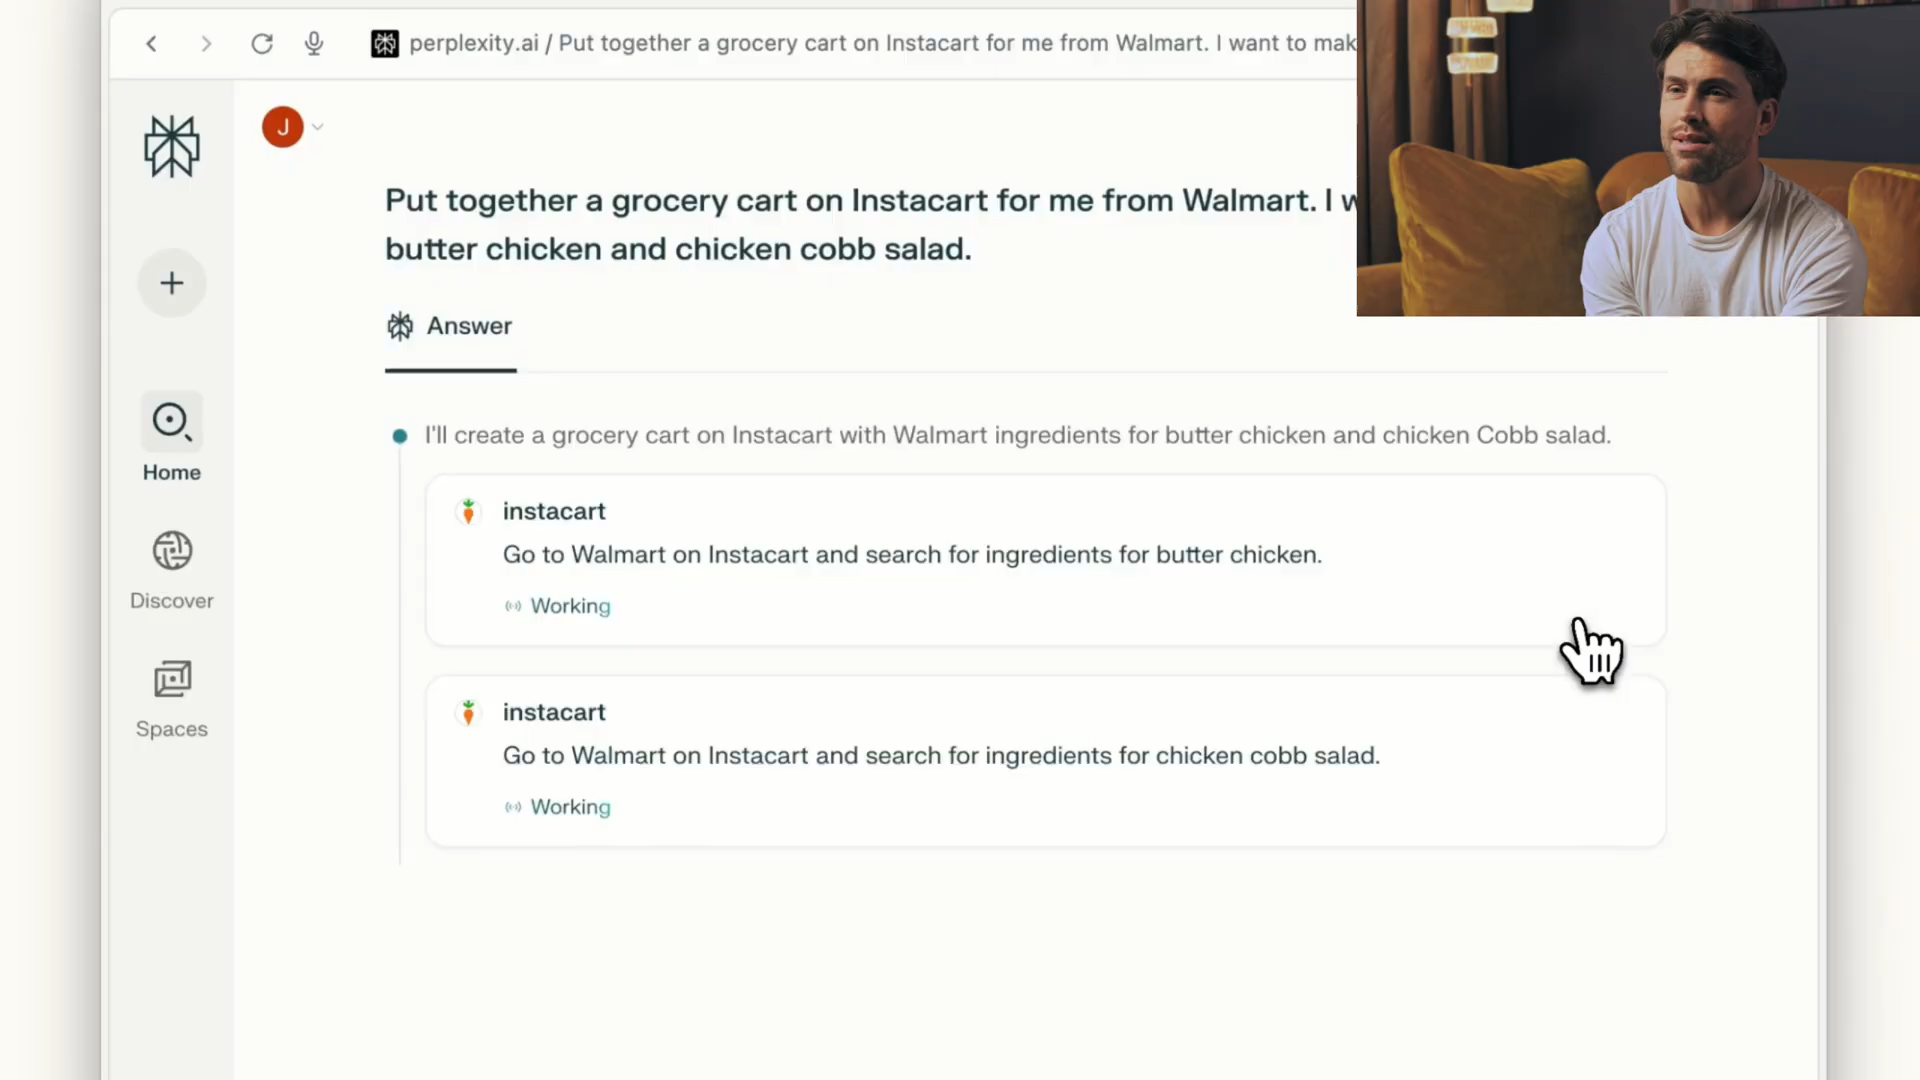 perplexity.ai / Put together a grocery cart on Instacart for me from Walmart. I want to mak
J
Put together a grocery cart on Instacart for me from Walmart. I w
butter chicken and chicken cobb salad.
Answer
I'll create a grocery cart on Instacart with Walmart ingredients for butter chicken and chicken Cobb salad.
instacart
Go to Walmart on Instacart and search for ingredients for butter chicken.
Working
instacart
Go to Walmart on Instacart and search for ingredients for chicken cobb salad.
Working
Home
Discover
Spaces